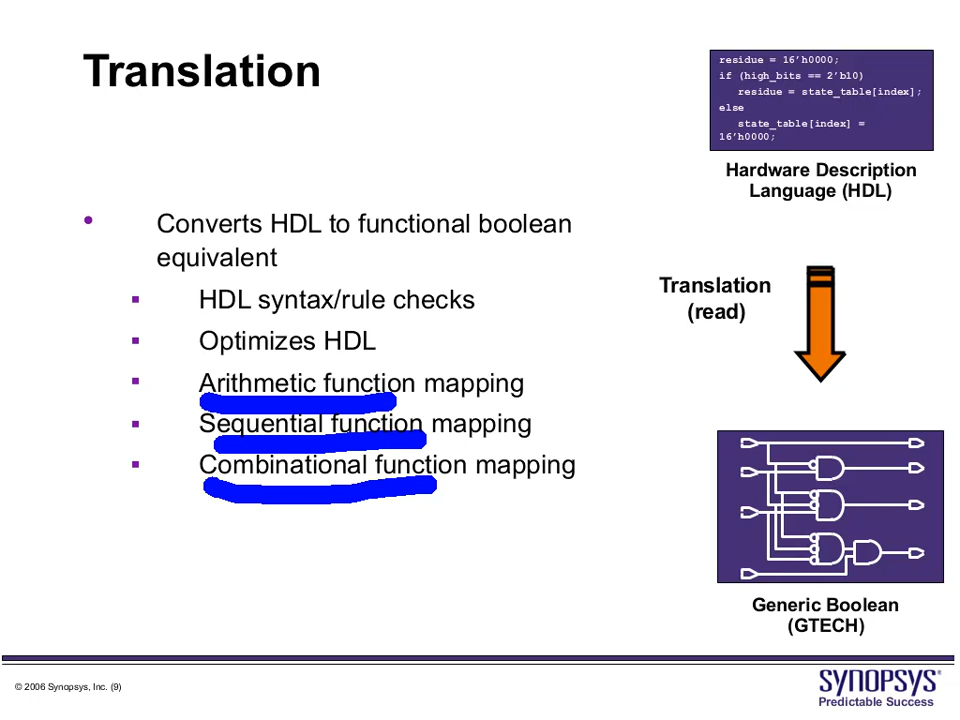 Translation
residue = 16’h0000;
if (high_bits == 2’b10)
residue = state_table[index];
else
state_table[index] =
16’h0000;
Hardware Description
Language (HDL)
• Converts HDL to functional boolean
equivalent
▪ HDL syntax/rule checks
▪ Optimizes HDL
▪ Arithmetic function mapping
▪ Sequential function mapping
▪ Combinational function mapping
Translation
(read)
Generic Boolean
(GTECH)
© 2006 Synopsys, Inc. (9)
SYNOPSYS®
Predictable Success